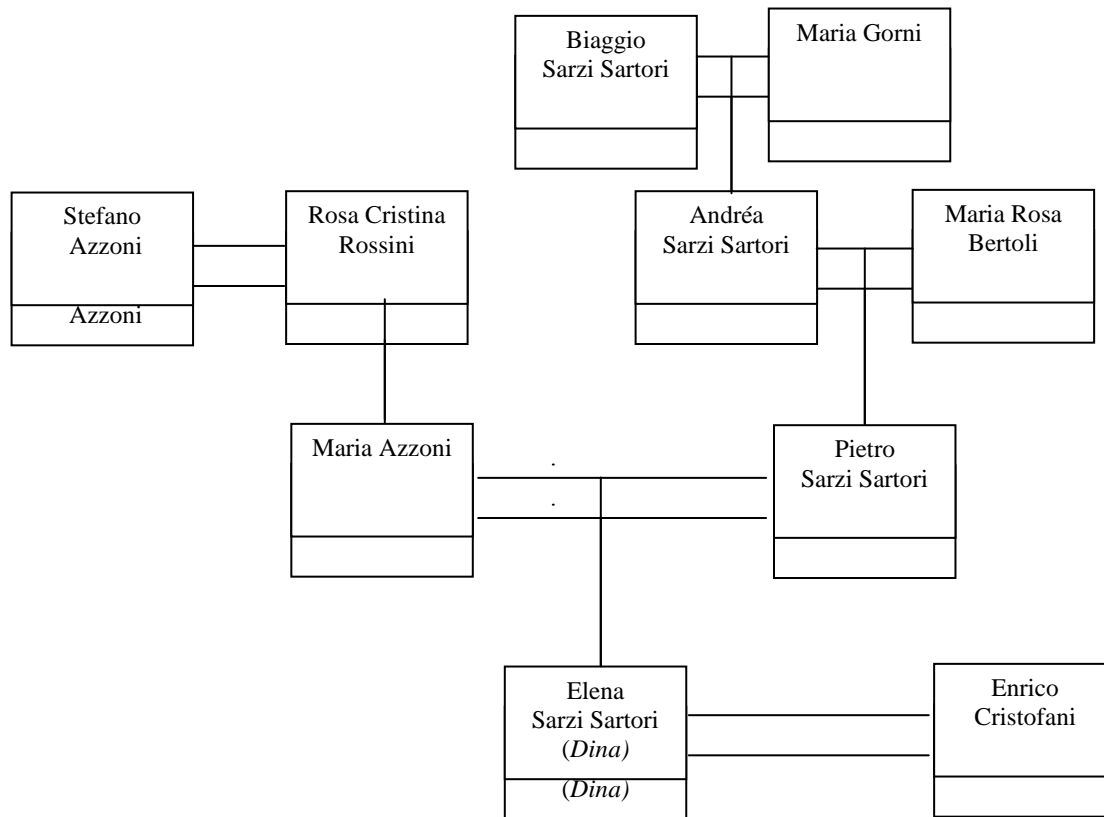 Biaggio
Sarzi Sartori
Maria Gorni
Stefano
Azzoni
Azzoni
Rosa Cristina
Rossini
Andréa
Sarzi Sartori
Maria Rosa
Bertoli
Maria Azzoni
.
.
Pietro
Sarzi Sartori
Elena
Sarzi Sartori
(Dina)
(Dina)
Enrico
Cristofani